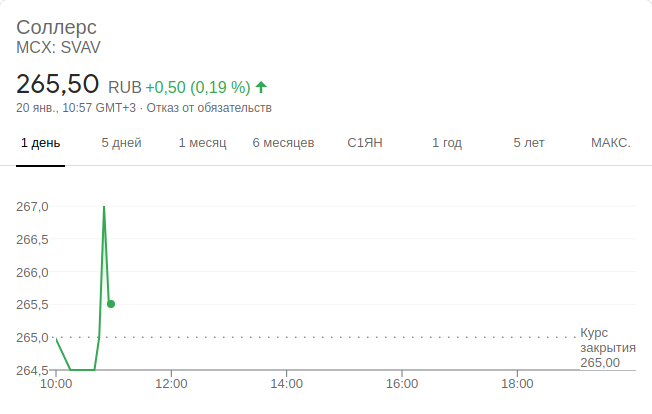 Соллерс
MCX: SVAV
265,50 RUB +0,50 (0,19 %) ↑
20 янв., 10:57 GMT+3 · Отказ от обязательств
1 день 5 дней 1 месяц 6 месяцев С1ЯН 1 год 5 лет МАКС.
267,0
266,5
266,0
265,5
265,0
264,5
Курс
закрытия
265,00
10:00 12:00 14:00 16:00 18:00